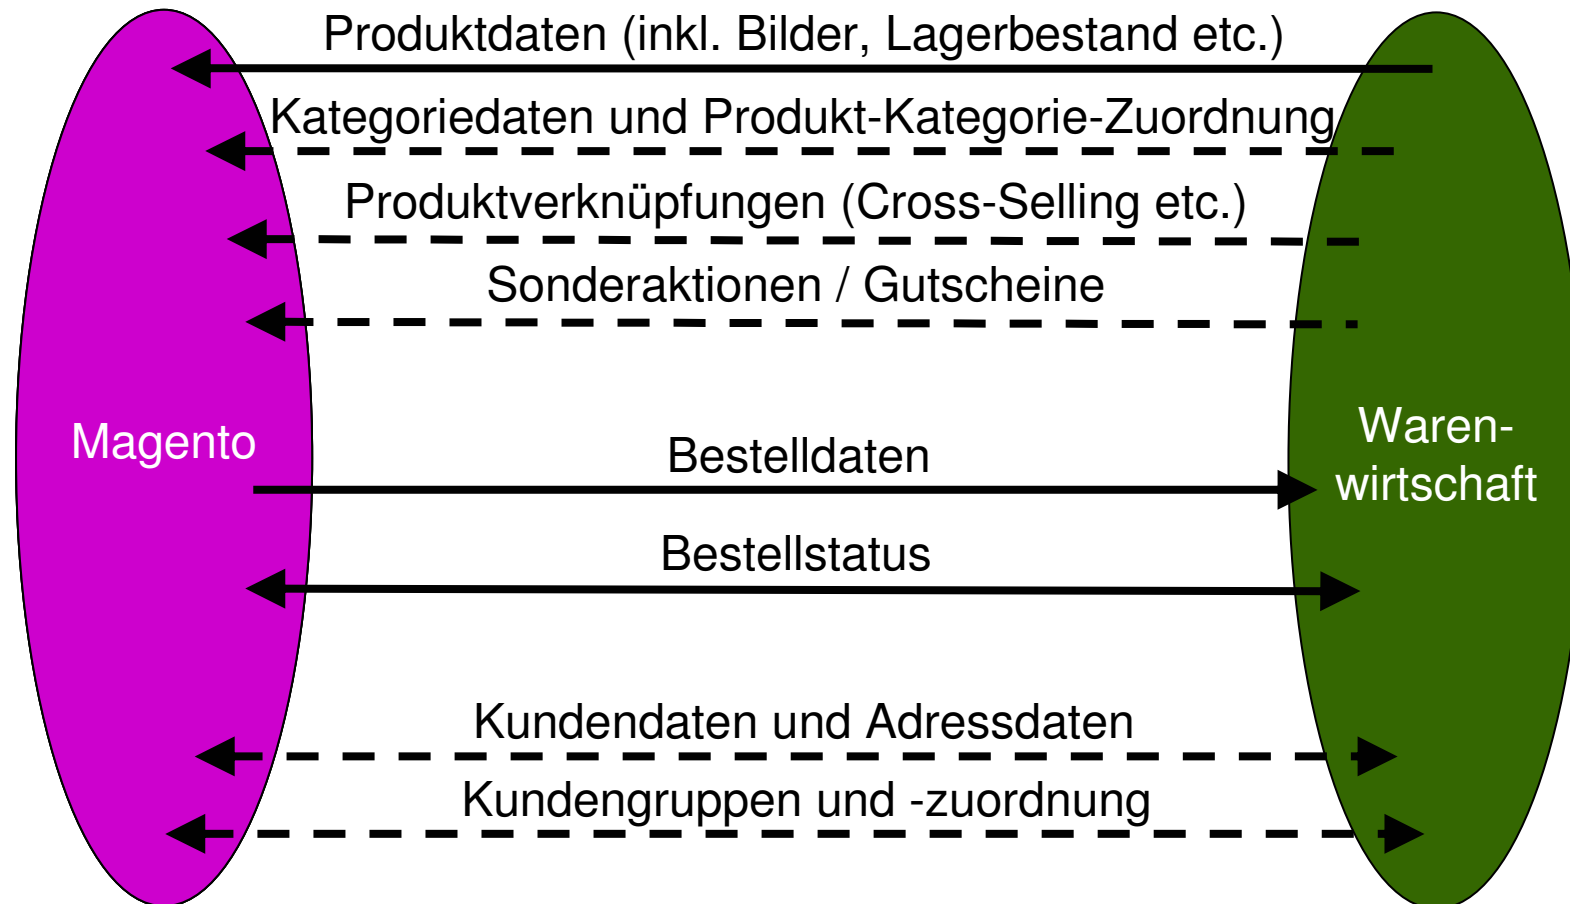 Produktdaten (inkl. Bilder, Lagerbestand etc.)
Kategoriedaten und Produkt-Kategorie-Zuordnung
Produktverknüpfungen (Cross-Selling etc.)
Sonderaktionen / Gutscheine
Magento
Waren-
wirtschaft
Bestelldaten
Bestellstatus
Kundendaten und Adressdaten
Kundengruppen und -zuordnung